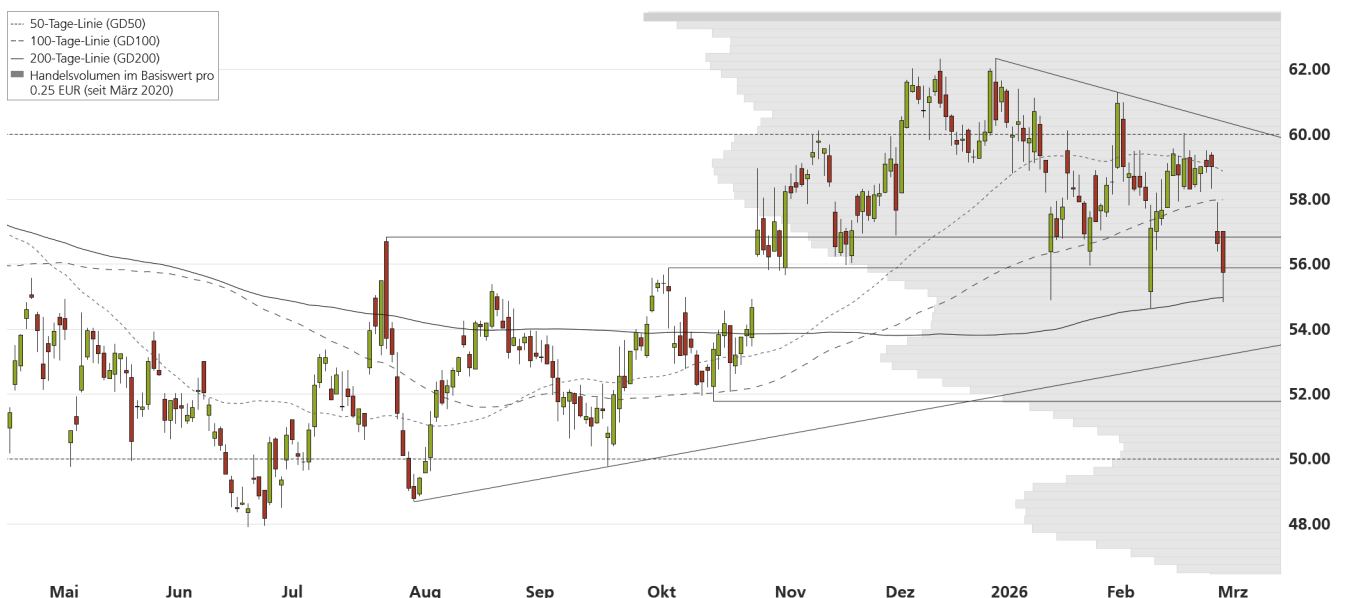 50-Tage-Linie (GD50)
100-Tage-Linie (GD100)
200-Tage-Linie (GD200)
Handelsvolumen im Basiswert pro
0.25 EUR (seit März 2020)
62.00
60.00
58.00
56.00
54.00
52.00
50.00
48.00
Mai Jun Jul Aug Sep Okt Nov Dez 2026 Feb Mrz